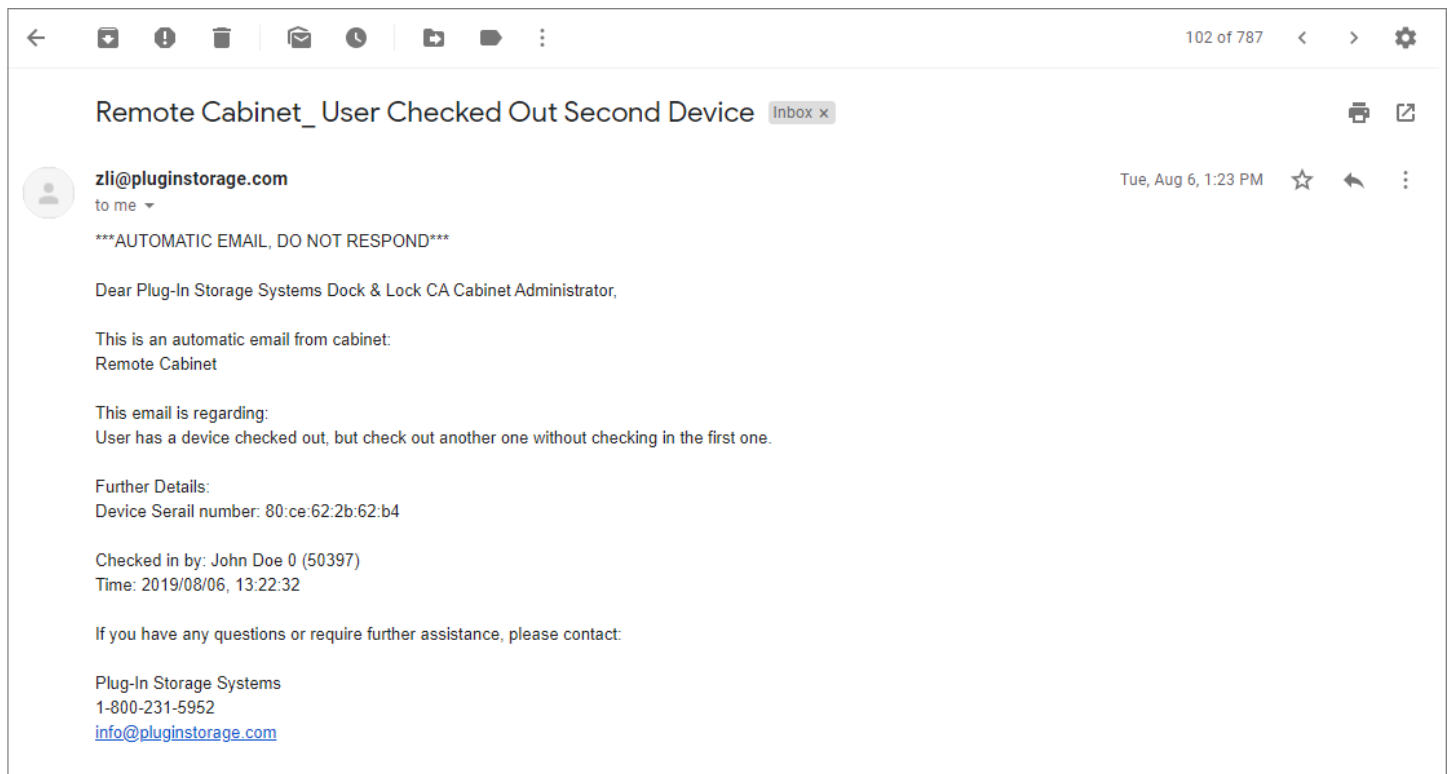 102 of 787
Remote Cabinet_ User Checked Out Second Device Inbox x
zli@pluginstorage.com Tue, Aug 6, 1:23 PM
to me
***AUTOMATIC EMAIL, DO NOT RESPOND***
Dear Plug-In Storage Systems Dock & Lock CA Cabinet Administrator,
This is an automatic email from cabinet:
Remote Cabinet
This email is regarding:
User has a device checked out, but check out another one without checking in the first one.
Further Details:
Device Serail number: 80:ce:62:2b:62:b4
Checked in by: John Doe 0 (50397)
Time: 2019/08/06, 13:22:32
If you have any questions or require further assistance, please contact:
Plug-In Storage Systems
1-800-231-5952
info@pluginstorage.com